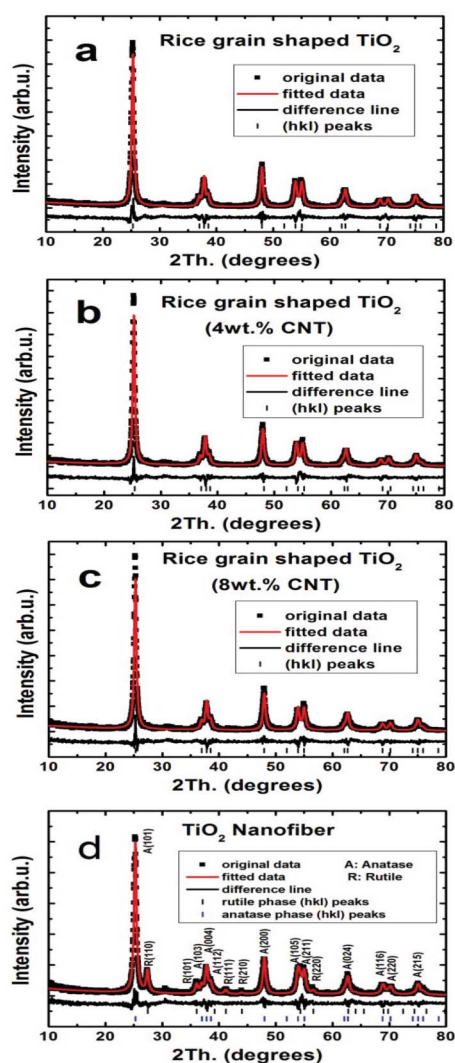 a
Rice grain shaped TiO2
original data
fitted data
difference line
(hkl) peaks
Intensity (arb.u.)
10 20 30 40 50 60 70 80
2Th. (degrees)
b
Rice grain shaped TiO2
(4wt.% CNT)
original data
fitted data
difference line
(hkl) peaks
Intensity (arb.u.)
10 20 30 40 50 60 70 80
2Th. (degrees)
c
Rice grain shaped TiO2
(8wt.% CNT)
original data
fitted data
difference line
(hkl) peaks
Intensity (arb.u.)
10 20 30 40 50 60 70 80
2Th. (degrees)
d
TiO2 Nanofiber
original data A: Anatase
fitted data R: Rutile
difference line
rutile phase (hkl) peaks
anatase phase (hkl) peaks
A(101)
R(110)
R(101)
A(103)
A(004)
A(112)
R(111)
R(210)
A(200)
A(105)
A(211)
R(220)
A(024)
A(116)
A(220)
A(215)
Intensity (arb.u.)
10 20 30 40 50 60 70 80
2Th. (degrees)